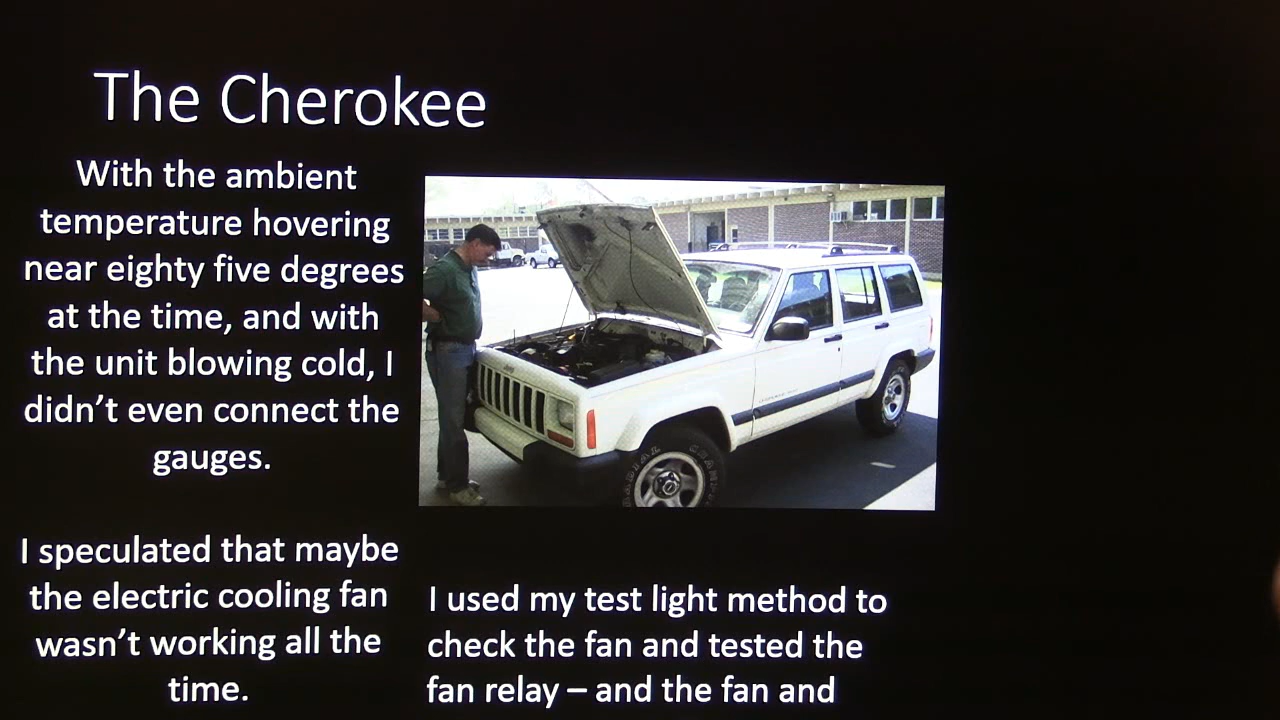 The Cherokee
With the ambient
temperature hovering
near eighty five degrees
at the time, and with
the unit blowing cold, I
didn’t even connect the
gauges.
I speculated that maybe
the electric cooling fan
wasn’t working all the
time.
I used my test light method to
check the fan and tested the
fan relay – and the fan and